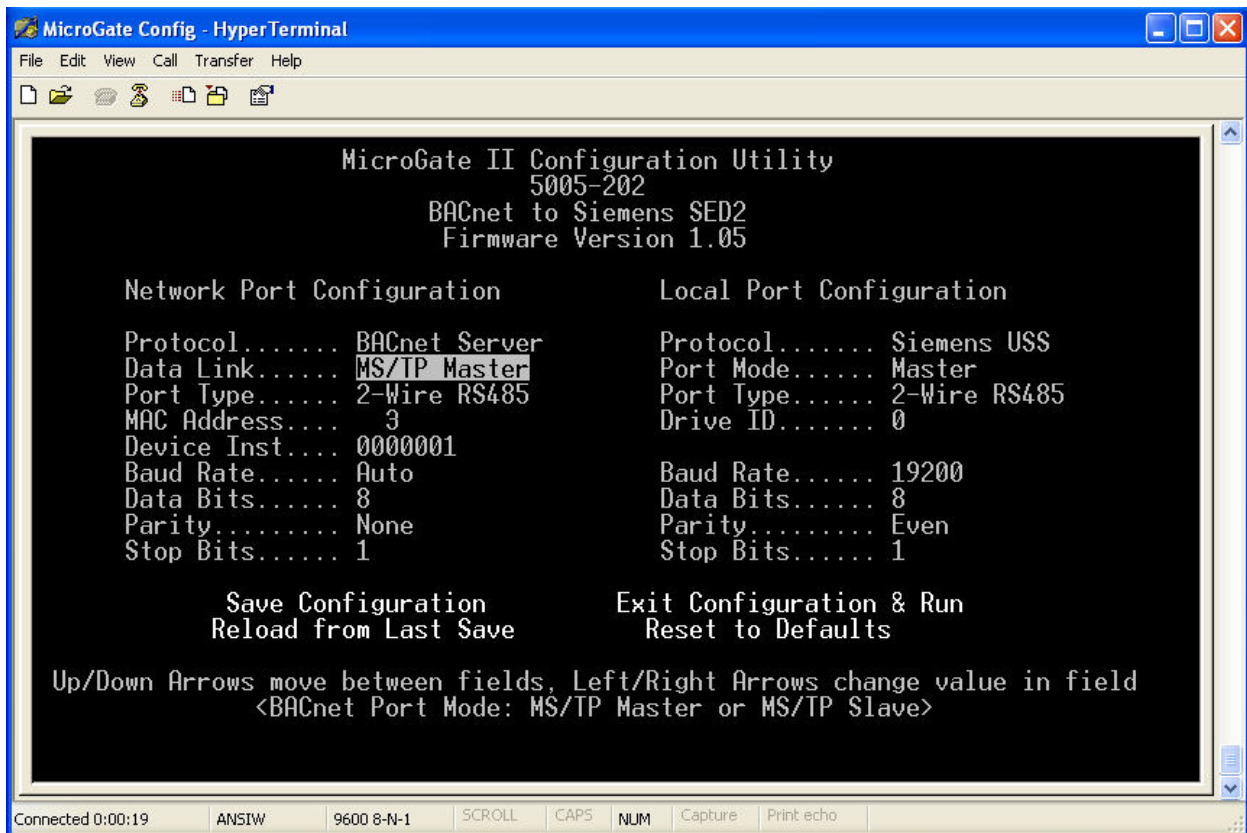 MicroGate Config - HyperTerminal
File Edit View Call Transfer Help
MicroGate II Configuration Utility
5005-202
BACnet to Siemens SED2
Firmware Version 1.05
Network Port Configuration Local Port Configuration
Protocol....... BACnet Server Protocol....... Siemens USS
Data Link...... MS/TP Master Port Mode...... Master
Port Type...... 2-Wire RS485 Port Type...... 2-Wire RS485
MAC Address.... 3 Drive ID....... 0
Device Inst.... 0000001
Baud Rate...... Auto Baud Rate...... 19200
Data Bits...... 8 Data Bits...... 8
Parity......... None Parity......... Even
Stop Bits...... 1 Stop Bits...... 1
Save Configuration Exit Configuration & Run
Reload from Last Save Reset to Defaults
Up/Down Arrows move between fields, Left/Right Arrows change value in field
<BACnet Port Mode: MS/TP Master or MS/TP Slave>
Connected 0:00:19 ANSIW 9600 8-N-1 SCROLL CAPS NUM Capture Print echo